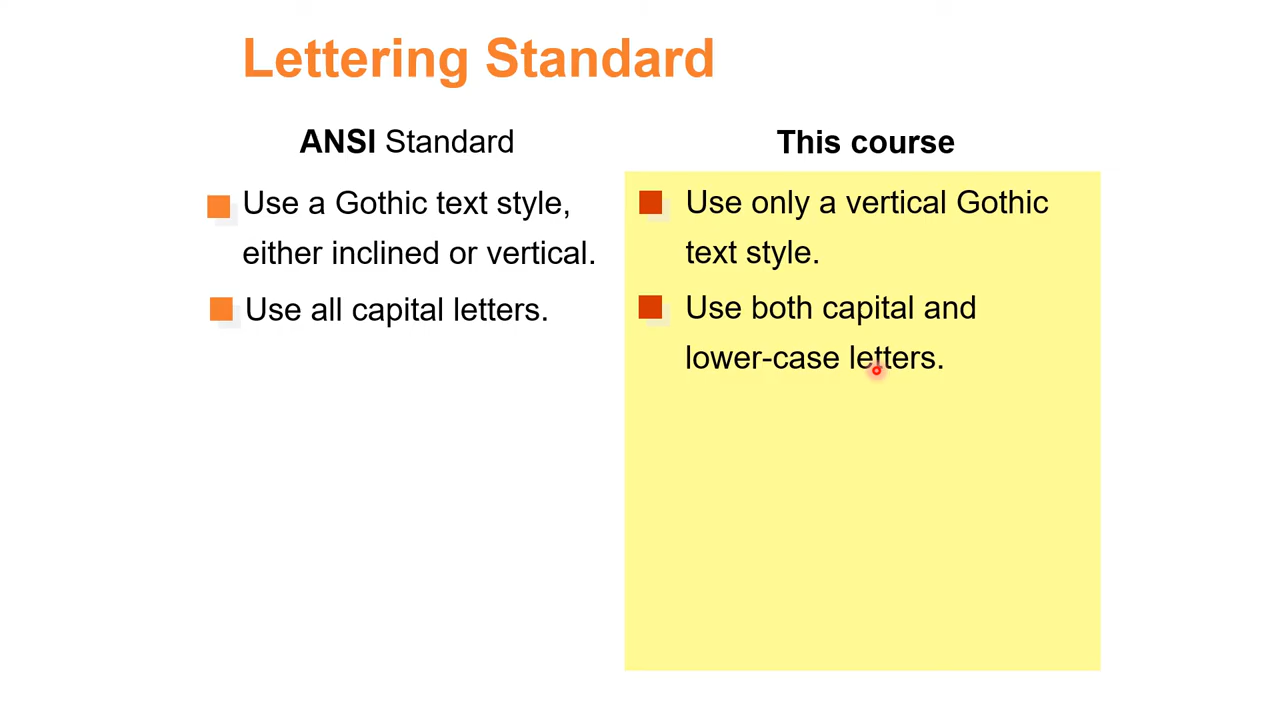 Lettering Standard
ANSI Standard
Use a Gothic text style,
either inclined or vertical.
Use all capital letters.
This course
Use only a vertical Gothic
text style.
Use both capital and
lower-case letters.